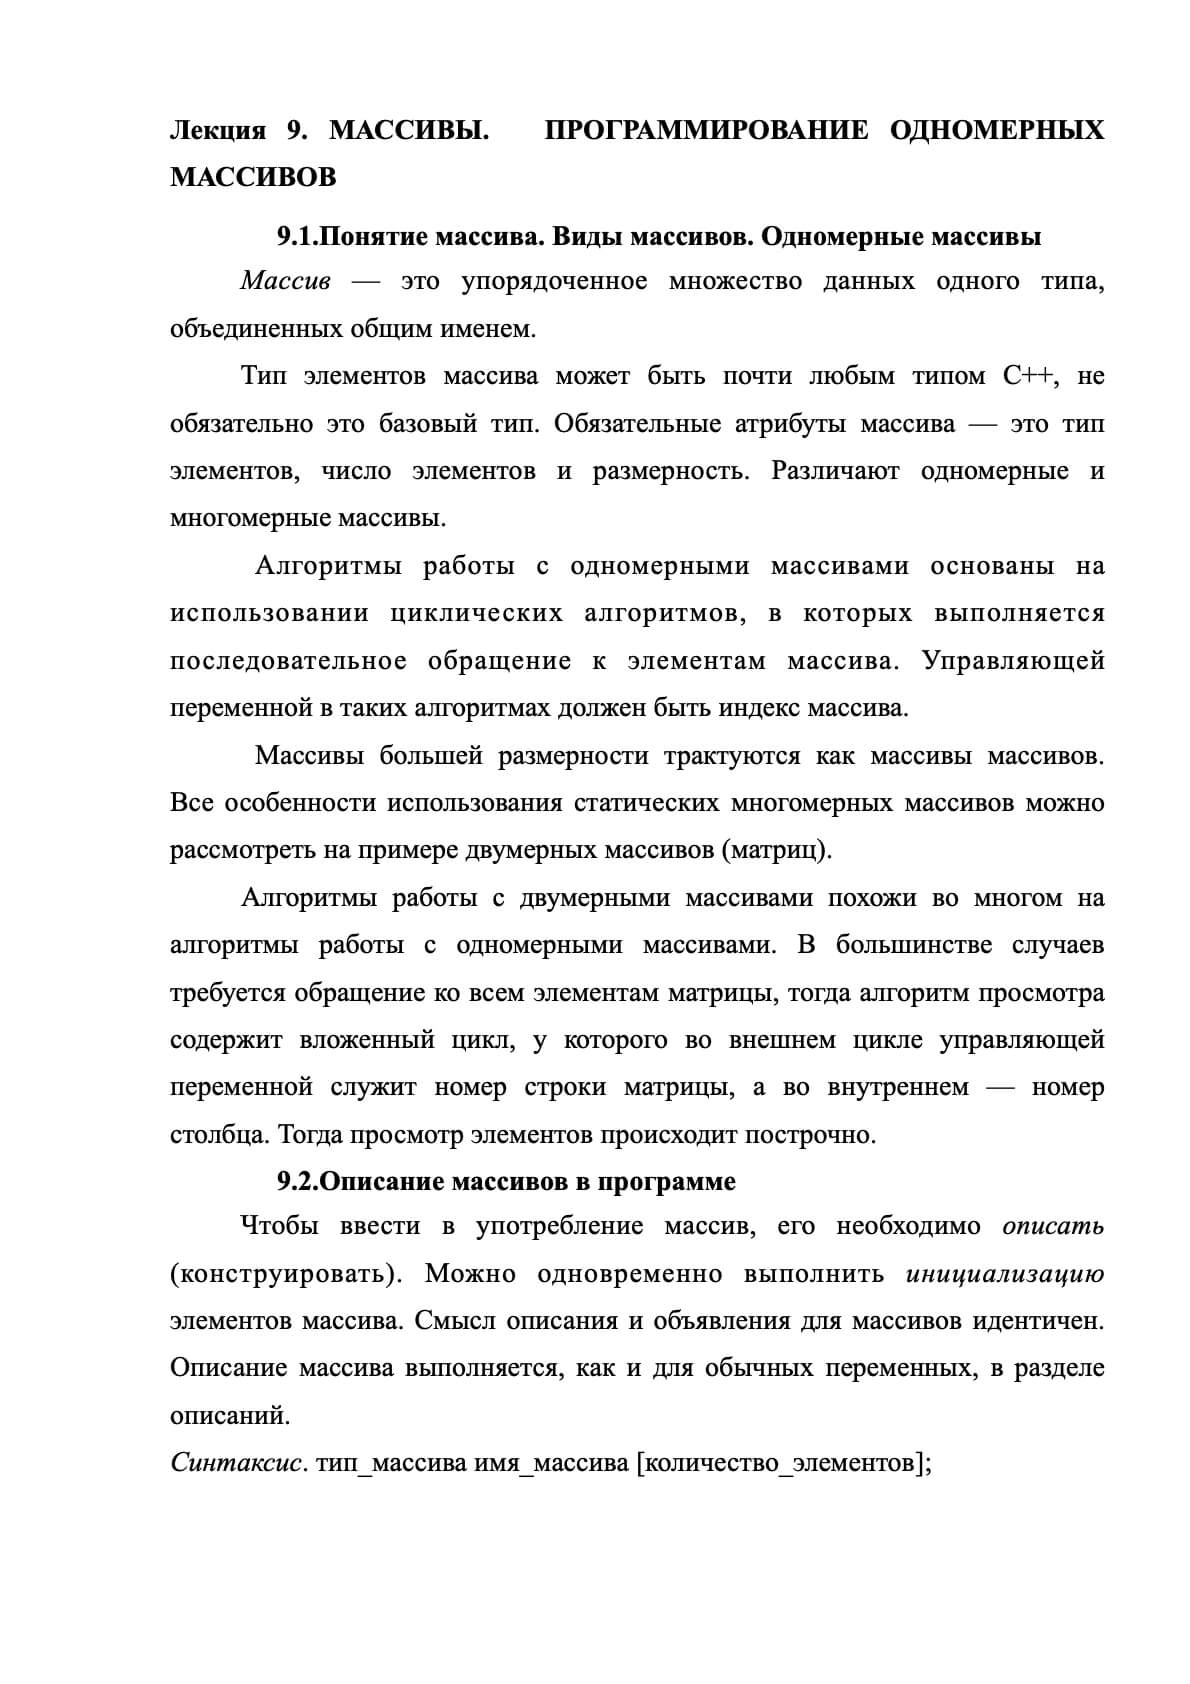 Лекция 9. МАССИВЫ. ПРОГРАММИРОВАНИЕ ОДНОМЕРНЫХ
МАССИВОВ
9.1.Понятие массива. Виды массивов. Одномерные массивы
Массив — это упорядоченное множество данных одного типа,
объединенных общим именем.
Тип элементов массива может быть почти любым типом С++, не
обязательно это базовый тип. Обязательные атрибуты массива — это тип
элементов, число элементов и размерность. Различают одномерные и
многомерные массивы.
Алгоритмы работы с одномерными массивами основаны на
использовании циклических алгоритмов, в которых выполняется
последовательное обращение к элементам массива. Управляющей
переменной в таких алгоритмах должен быть индекс массива.
Массивы большей размерности трактуются как массивы массивов.
Все особенности использования статических многомерных массивов можно
рассмотреть на примере двумерных массивов (матриц).
Алгоритмы работы с двумерными массивами похожи во многом на
алгоритмы работы с одномерными массивами. В большинстве случаев
требуется обращение ко всем элементам матрицы, тогда алгоритм просмотра
содержит вложенный цикл, у которого во внешнем цикле управляющей
переменной служит номер строки матрицы, а во внутреннем — номер
столбца. Тогда просмотр элементов происходит построчно.
9.2.Описание массивов в программе
Чтобы ввести в употребление массив, его необходимо описать
(конструировать). Можно одновременно выполнить инициализацию
элементов массива. Смысл описания и объявления для массивов идентичен.
Описание массива выполняется, как и для обычных переменных, в разделе
описаний.
Синтаксис. тип_массива имя_массива [количество_элементов];